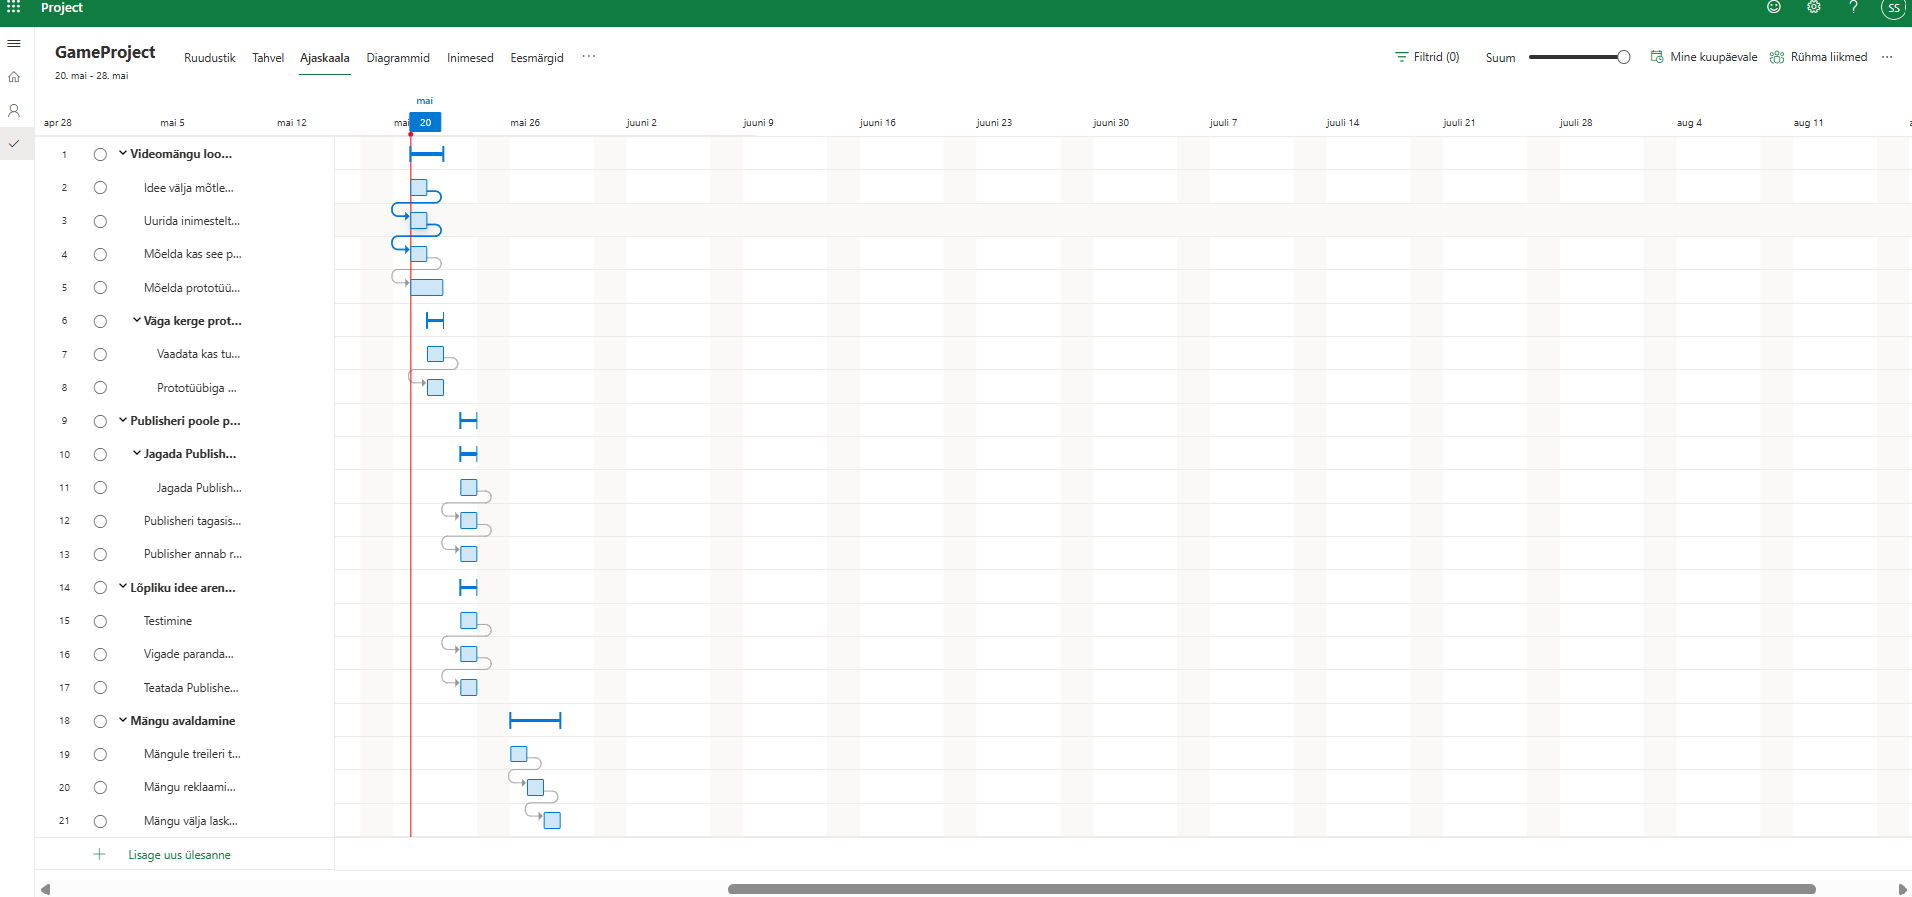 Project
SS
GameProject
Ruudustik Tahvel Ajaskaala Diagrammid Inimesed Eesmärgid ...
Filtrid (0) Suum Mine kuupäevale Rühma liikmed ...
20. mai - 28. mai
mai
apr 28 mai 5 mai 12 mai 20 mai 26 juuni 2 juuni 9 juuni 16 juuni 23 juuni 30 juuli 7 juuli 14 juuli 21 juuli 28 aug 4 aug 11
1 Videomängu loo...
2 Idee välja mõtle...
3 Uurida inimestelt...
4 Mõelda kas see p...
5 Mõelda prototüü...
6 Väga kerge prot...
7 Vaadata kas tu...
8 Prototüübiga ...
9 Publisheri poole p...
10 Jagada Publish...
11 Jagada Publish...
12 Publisheri tagasis...
13 Publisher annab r...
14 Lõpliku idee aren...
15 Testimine
16 Vigade paranda...
17 Teatada Publishe...
18 Mängu avaldamine
19 Mängule treileri t...
20 Mängu reklaami...
21 Mängu välja lask...
Lisage uus ülesanne